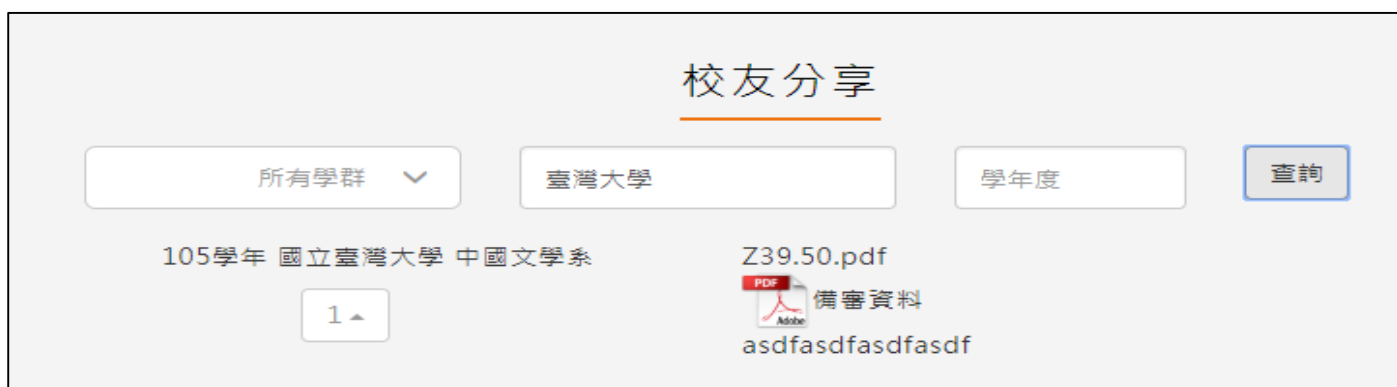 校友分享
所有學群
臺灣大學
學年度
查詢
105學年 國立臺灣大學 中國文學系
1
Z39.50.pdf
PDF
Adobe
備審資料
asdfasdfasdfasdf